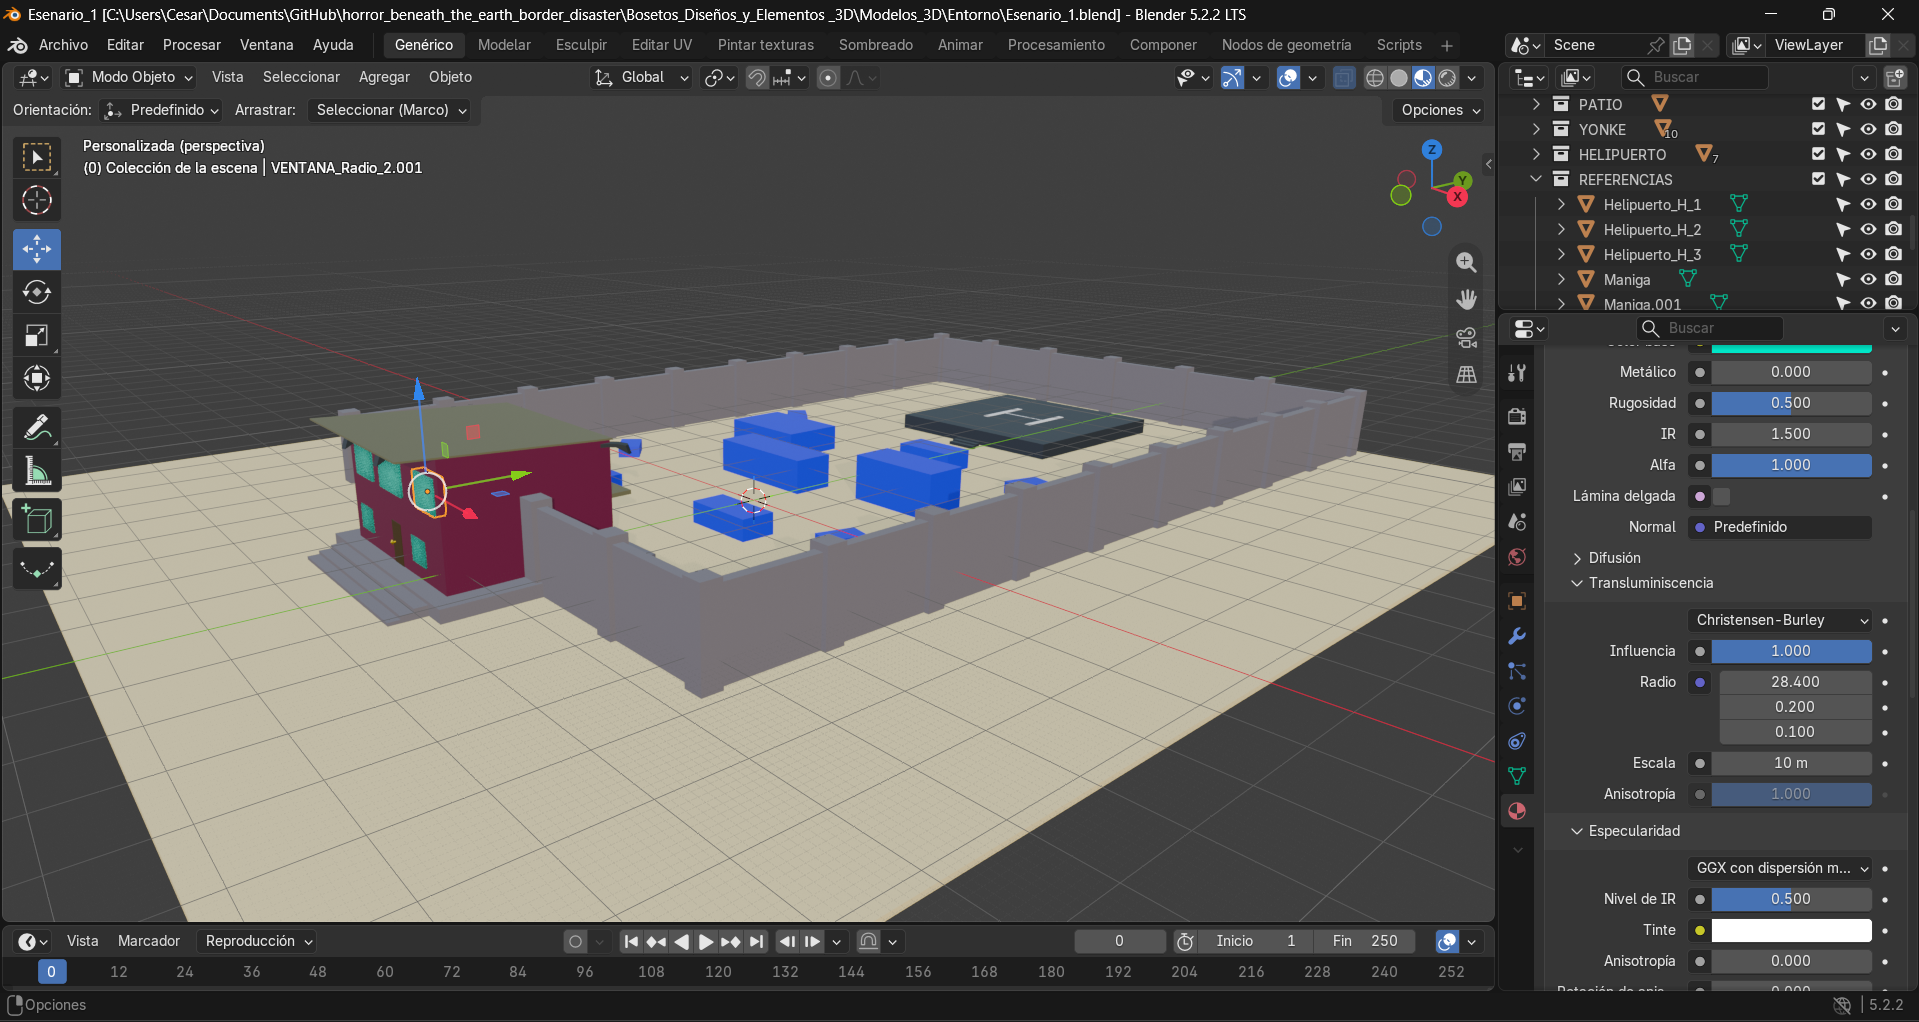 Esenario_1 [C:\Users\Cesar\Documents\GitHub\horror_beneath_the_earth_border_disaster\Bosetos_Diseños_y_Elementos _3D\Modelos_3D\Entorno\Esenario_1.blend] - Blender 5.2.2 LTS
Archivo Editar Procesar Ventana Ayuda Genérico Modelar Esculpir Editar UV Pintar texturas Sombreado Animar Procesamiento Componer Nodos de geometría Scripts + Scene ViewLayer
Modo Objeto Vista Seleccionar Agregar Objeto Global Buscar
Orientación: Predefinido Arrastrar: Seleccionar (Marco) Opciones
Personalizada (perspectiva)
(0) Colección de la escena | VENTANA_Radio_2.001
Z
Y
X
H
PATIO
YONKE 10
HELIPUERTO 7
REFERENCIAS
Helipuerto_H_1
Helipuerto_H_2
Helipuerto_H_3
Maniga
Maniga.001
Buscar
Color base
Metálico 0.000
Rugosidad 0.500
IR 1.500
Alfa 1.000
Lámina delgada
Normal Predefinido
Difusión
Transluminiscencia
Christensen-Burley
Influencia 1.000
Radio 28.400
0.200
0.100
Escala 10 m
Anisotropía 1.000
Especularidad
GGX con dispersión m...
Nivel de IR 0.500
Tinte
Anisotropía 0.000
0.000
Vista Marcador Reproducción 0 Inicio 1 Fin 250
0 12 24 36 48 60 72 84 96 108 120 132 144 156 168 180 192 204 216 228 240 252
Opciones 5.2.2